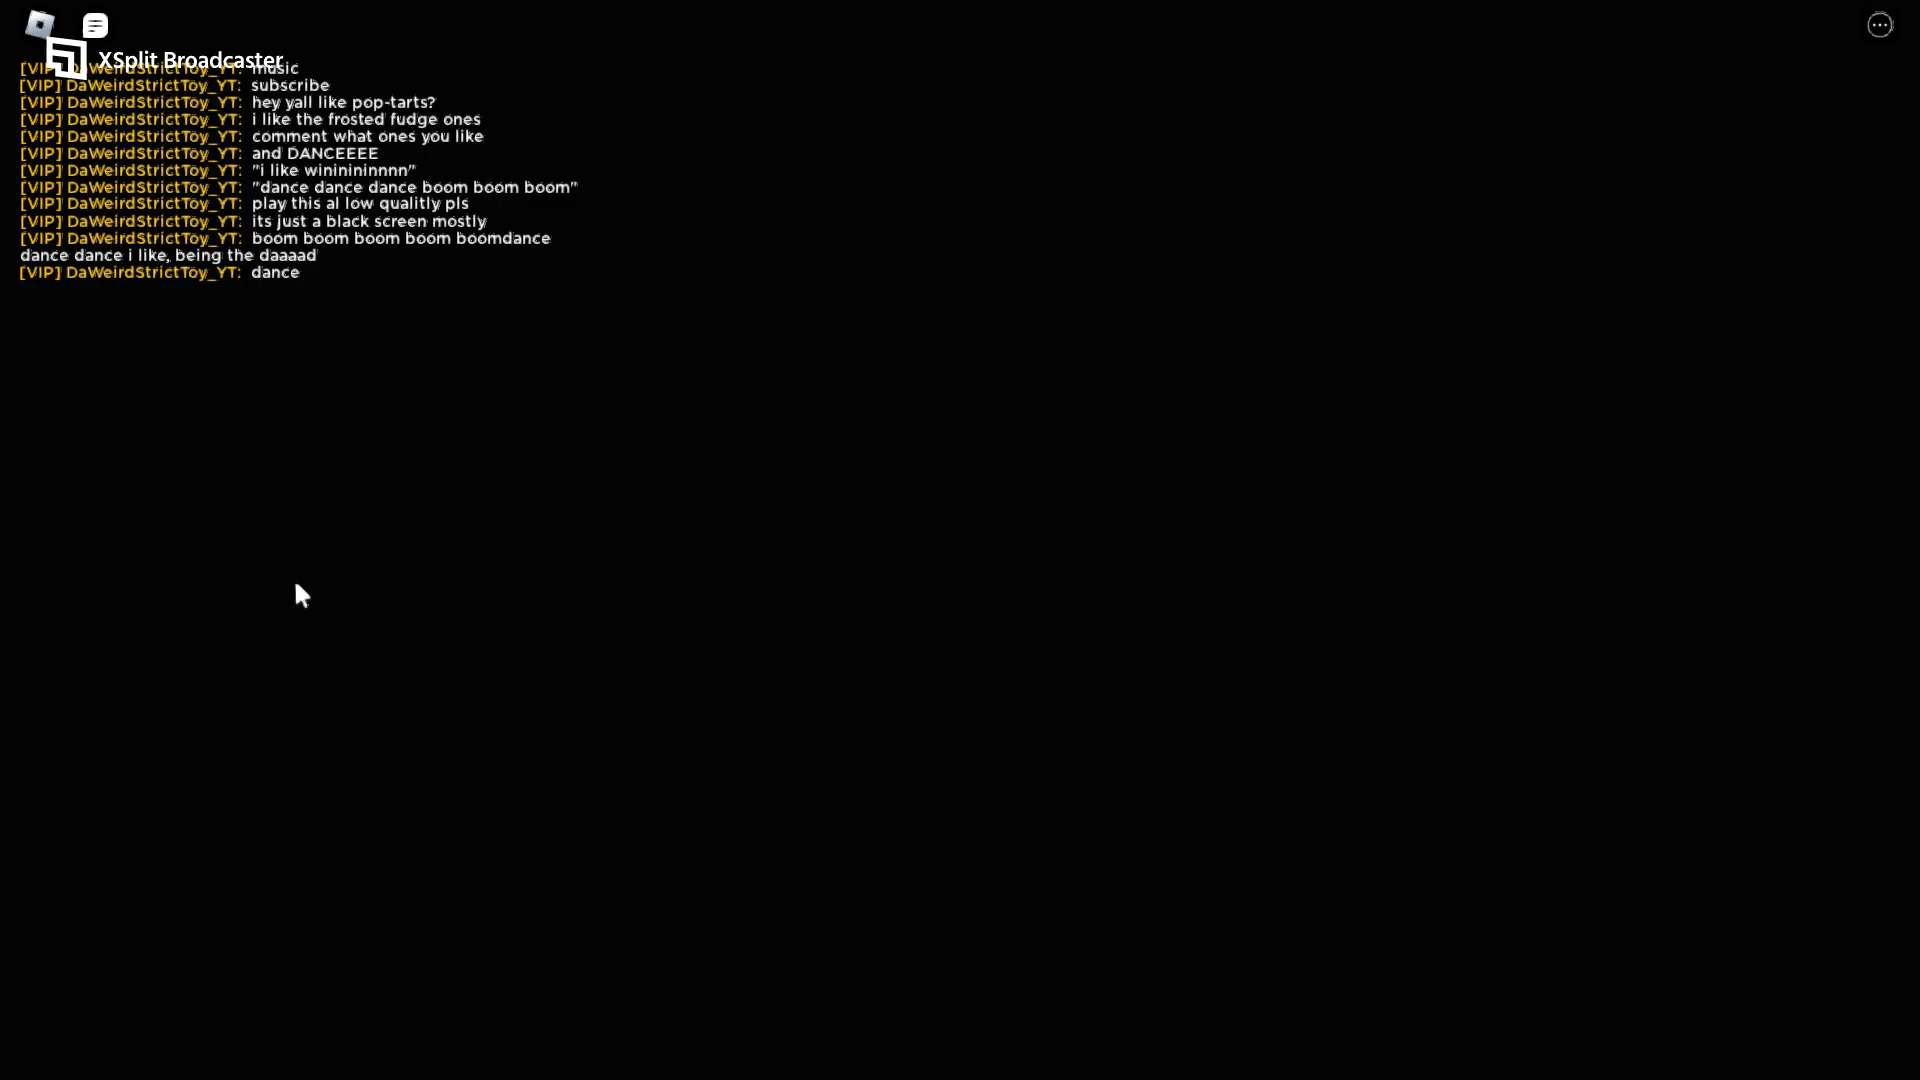 XSplit Broadcaster
[VIP] DaWeirdStrictToy_YT: music
[VIP] DaWeirdStrictToy_YT: subscribe
[VIP] DaWeirdStrictToy_YT: hey yall like pop-tarts?
[VIP] DaWeirdStrictToy_YT: i like the frosted fudge ones
[VIP] DaWeirdStrictToy_YT: comment what ones you like
[VIP] DaWeirdStrictToy_YT: and DANCEEEE
[VIP] DaWeirdStrictToy_YT: "i like wininininnnn"
[VIP] DaWeirdStrictToy_YT: "dance dance dance boom boom boom"
[VIP] DaWeirdStrictToy_YT: play this al low qualitly pls
[VIP] DaWeirdStrictToy_YT: its just a black screen mostly
[VIP] DaWeirdStrictToy_YT: boom boom boom boom boomdance
dance dance i like, being the daaaad
[VIP] DaWeirdStrictToy_YT: dance